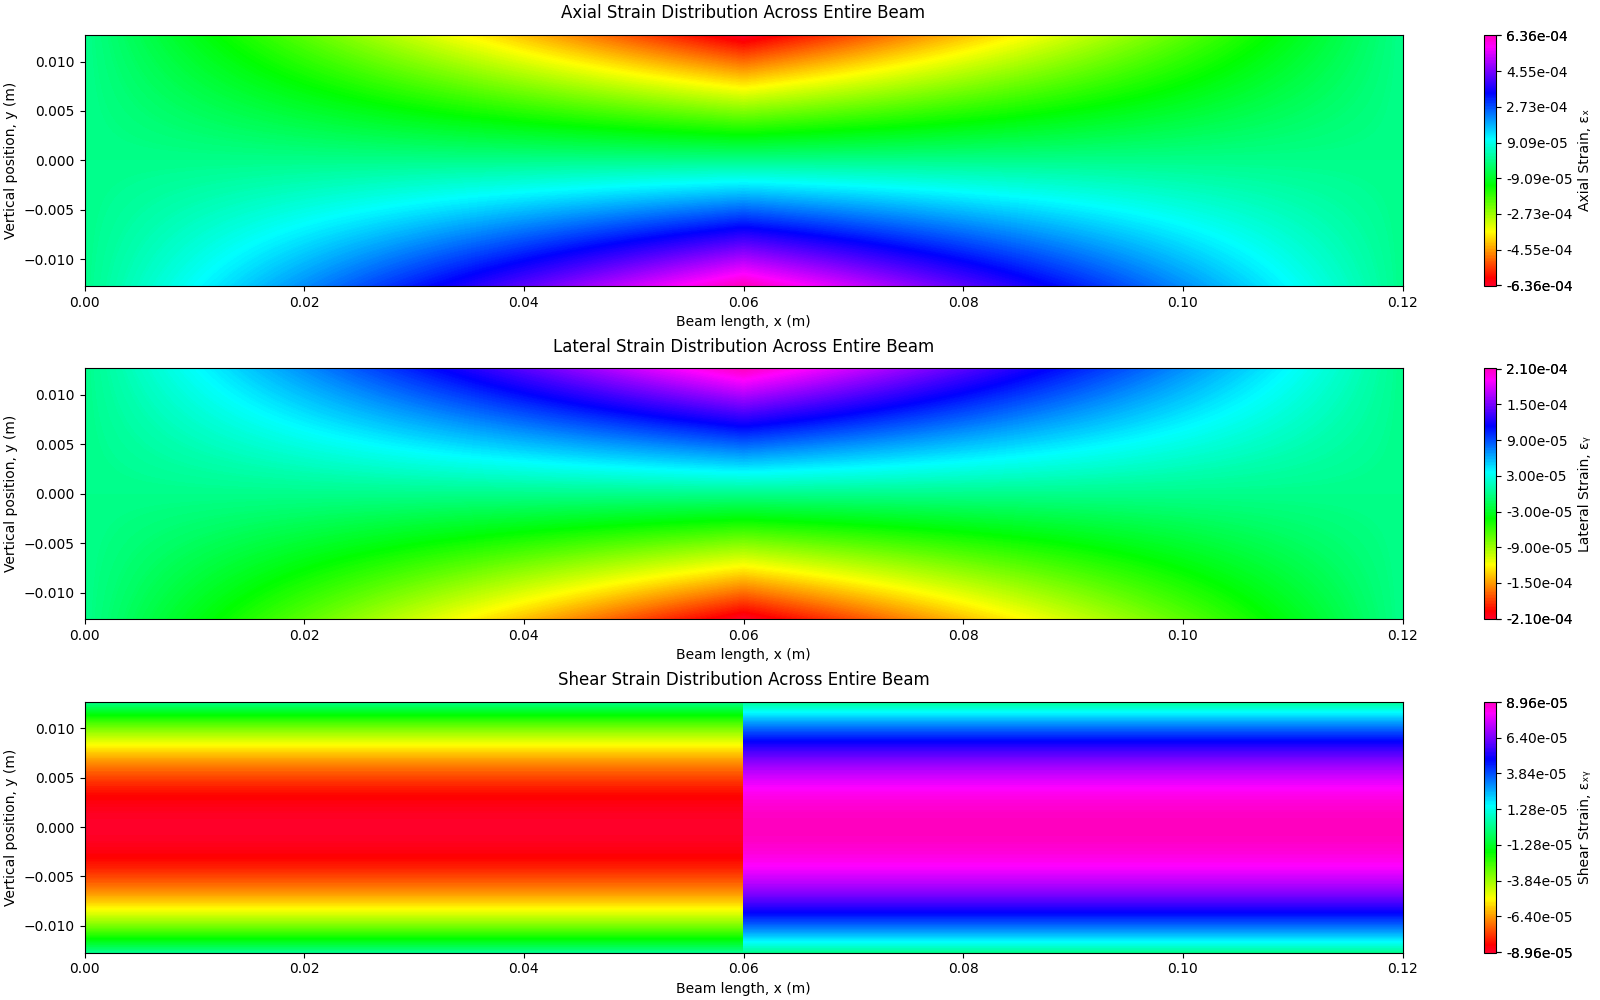 Axial Strain Distribution Across Entire Beam
Vertical position, y (m)
0.010
0.005
0.000
−0.005
−0.010
0.00 0.02 0.04 0.06 0.08 0.10 0.12
Beam length, x (m)
6.36e-04
4.55e-04
2.73e-04
9.09e-05
-9.09e-05
-2.73e-04
-4.55e-04
-6.36e-04
Axial Strain, εₓ
Lateral Strain Distribution Across Entire Beam
Vertical position, y (m)
0.010
0.005
0.000
−0.005
−0.010
0.00 0.02 0.04 0.06 0.08 0.10 0.12
Beam length, x (m)
2.10e-04
1.50e-04
9.00e-05
3.00e-05
-3.00e-05
-9.00e-05
-1.50e-04
-2.10e-04
Lateral Strain, εᵧ
Shear Strain Distribution Across Entire Beam
Vertical position, y (m)
0.010
0.005
0.000
−0.005
−0.010
0.00 0.02 0.04 0.06 0.08 0.10 0.12
Beam length, x (m)
8.96e-05
6.40e-05
3.84e-05
1.28e-05
-1.28e-05
-3.84e-05
-6.40e-05
-8.96e-05
Shear Strain, εₓᵧ